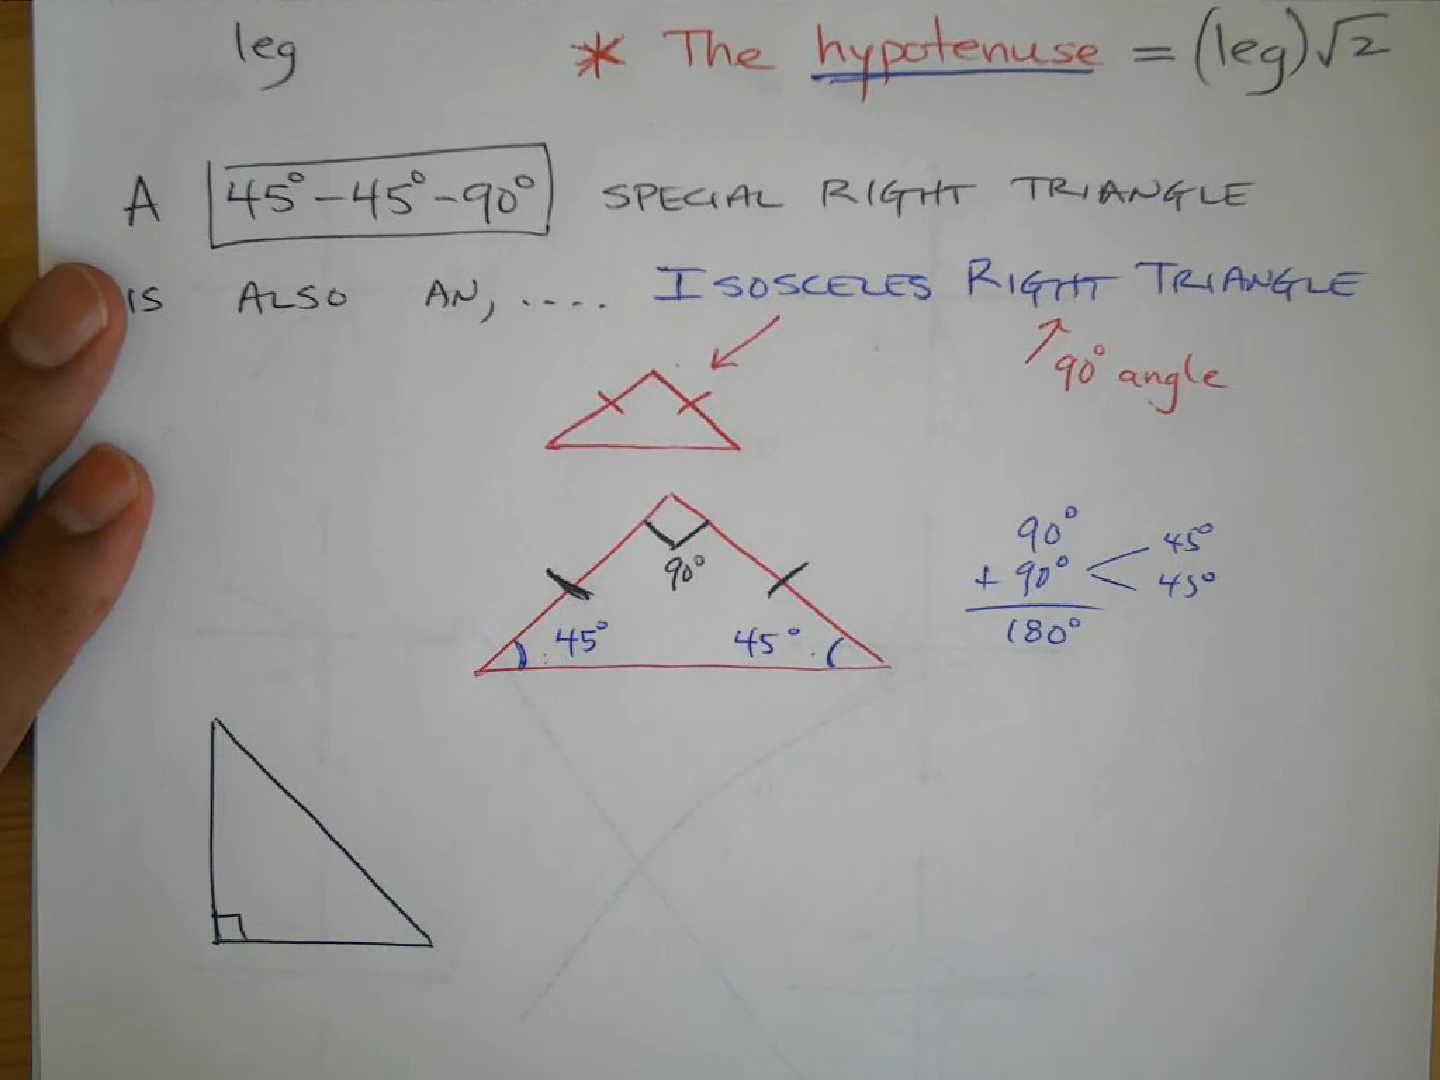 leg
* The hypotenuse = (leg)√2
A 45°-45°-90° SPECIAL RIGHT TRIANGLE
IS ALSO AN, ..... ISOSCELES RIGHT TRIANGLE
90° angle
90°
45° 45°
90°
+ 90°
45°
45°
180°